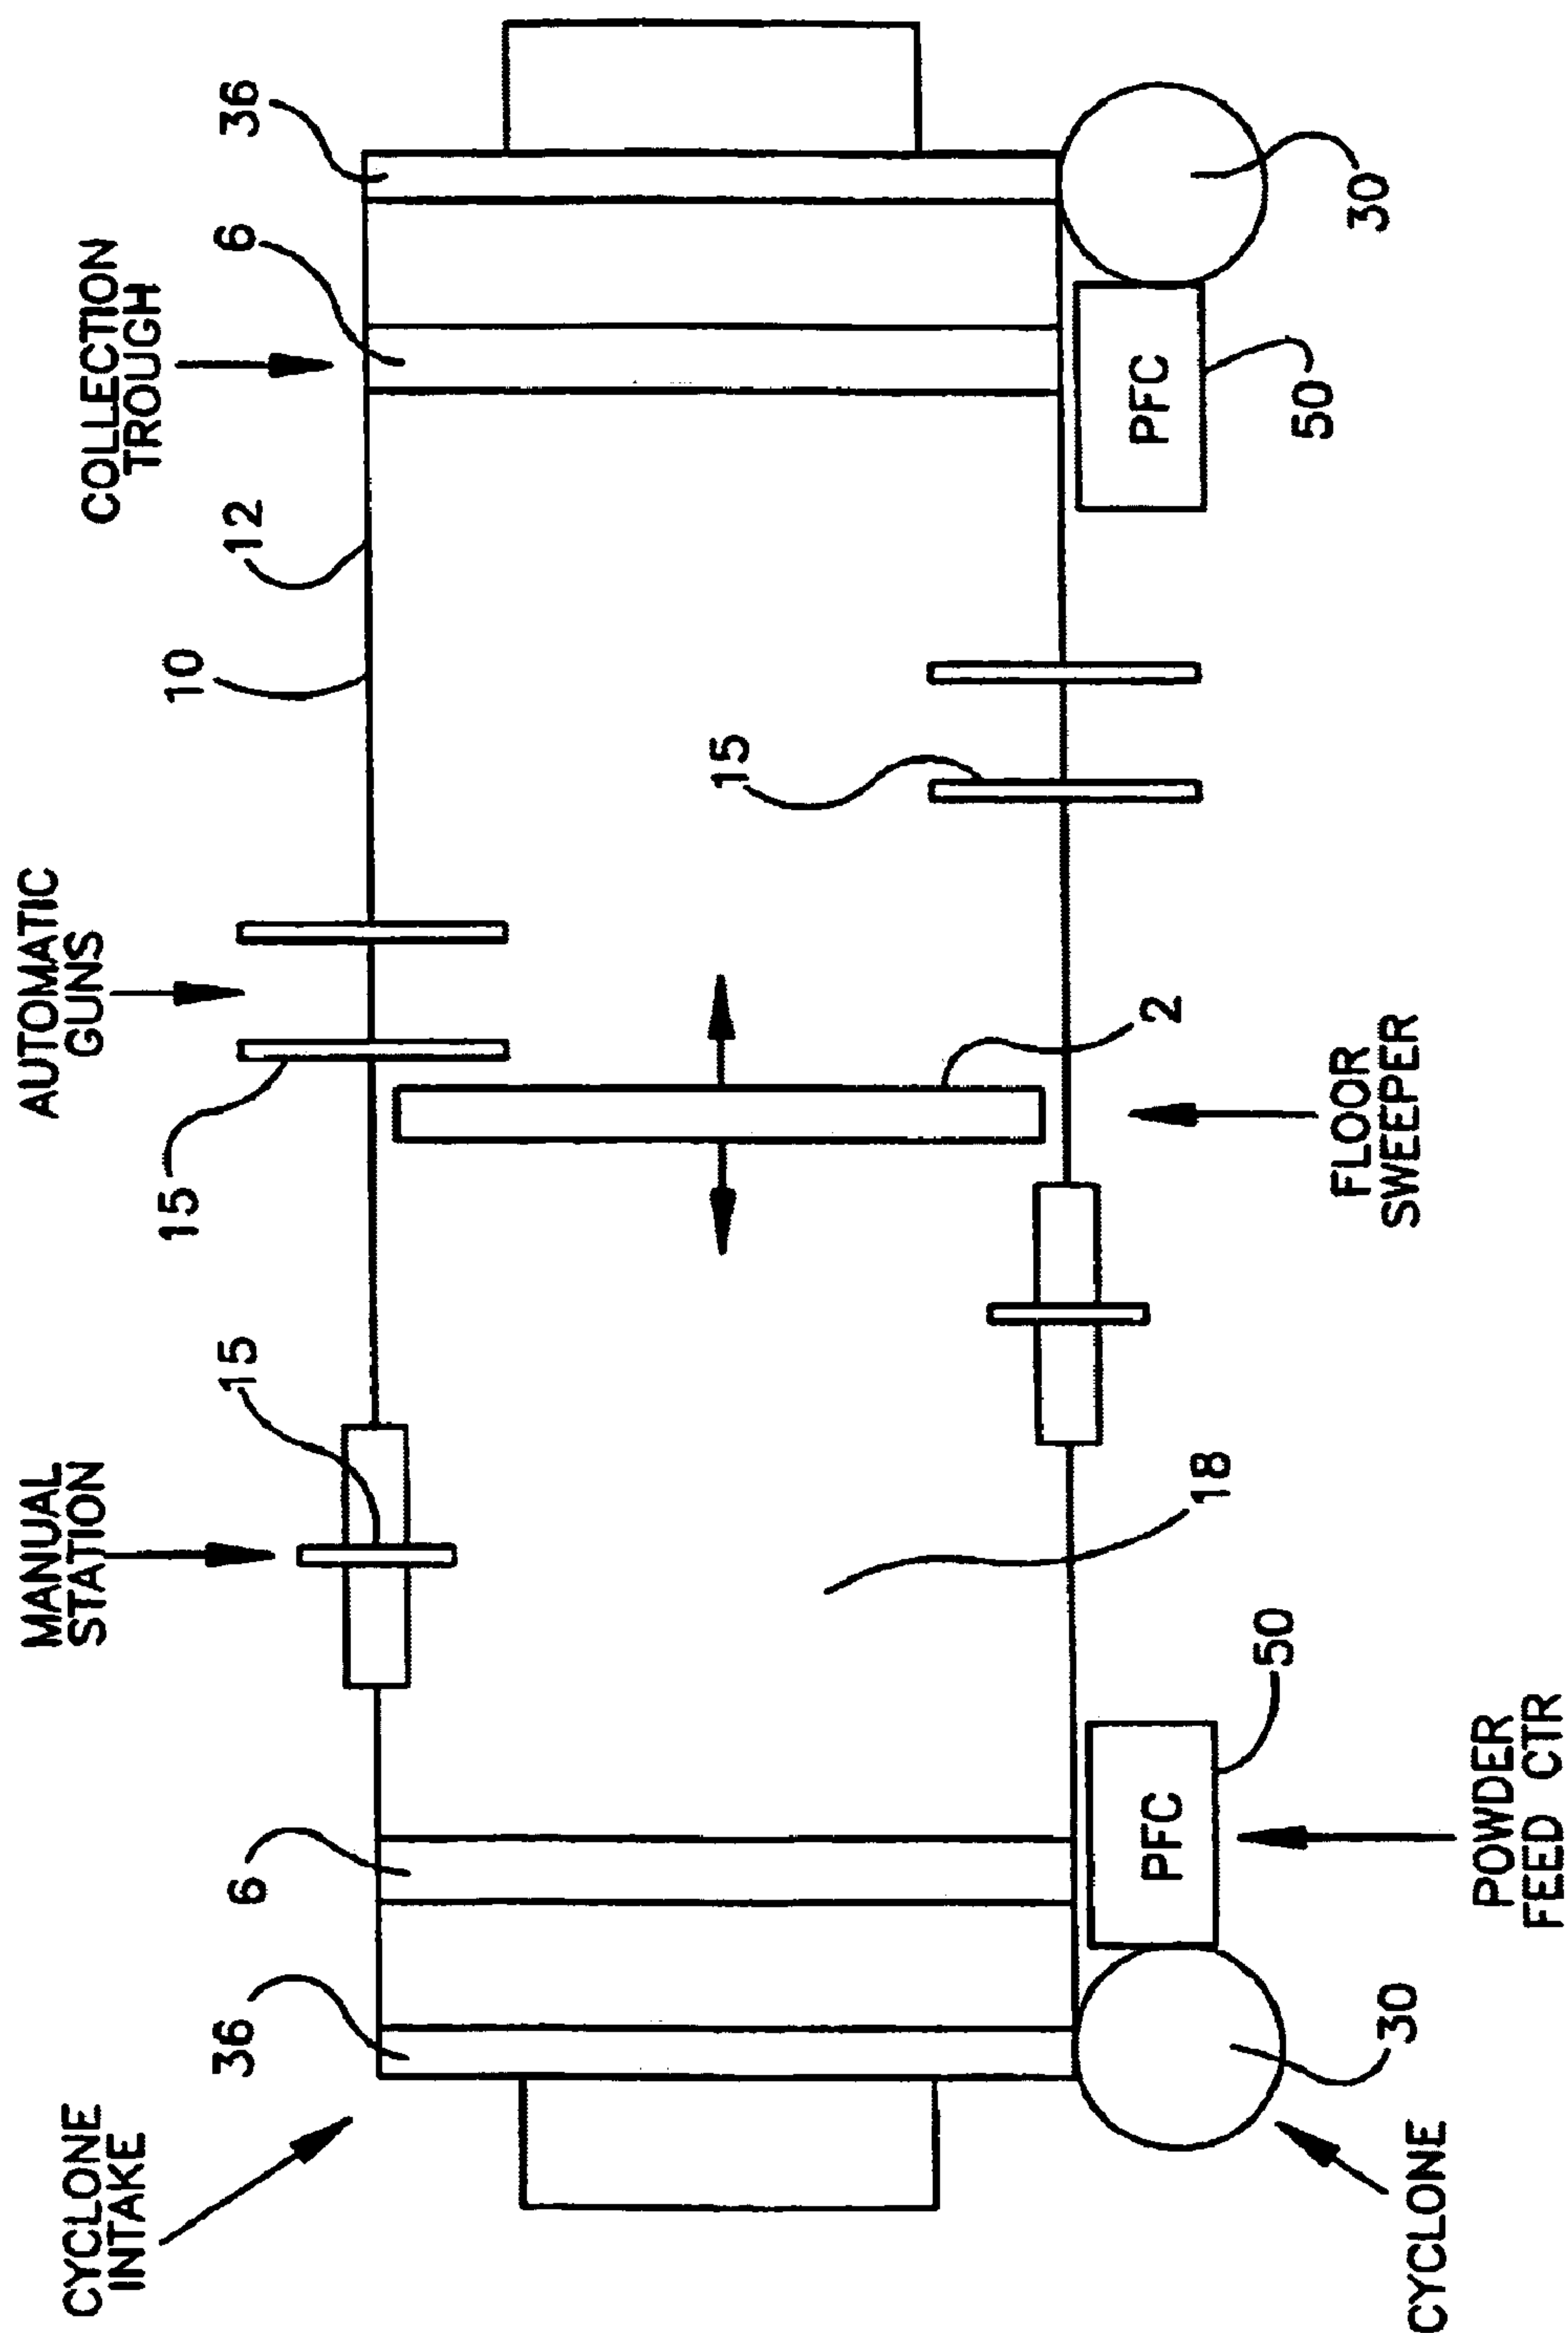 CYCLONE
INTAKE
MANUAL
STATION
AUTOMATIC
GUNS
COLLECTION
TROUGH
36
6
15
15
10
12
6
36
15
18
2
PFC
PFC
50
50
30
30
CYCLONE
POWDER
FEED CTR
FLOOR
SWEEPER